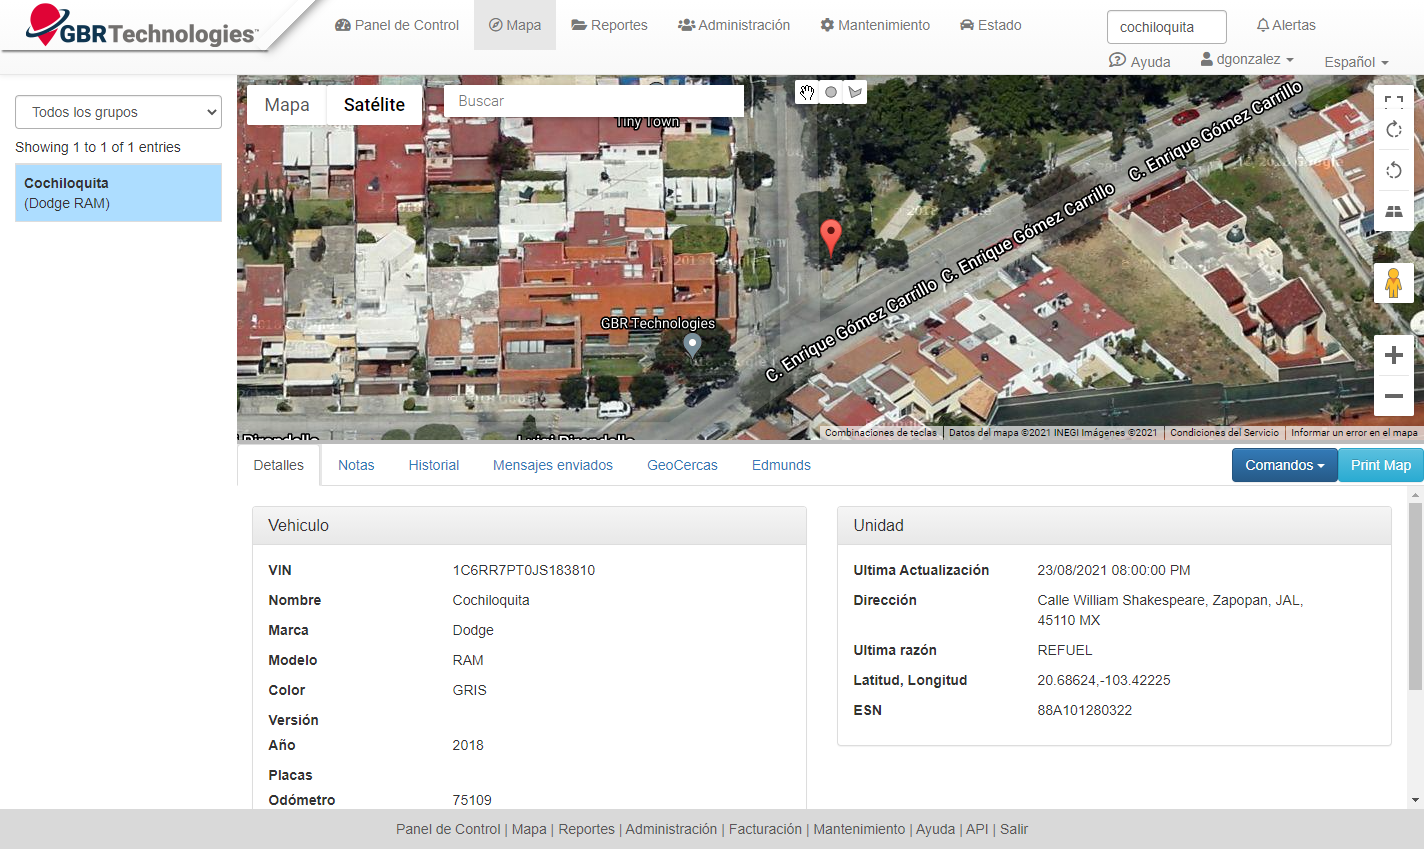 GBRTechnologies™
Panel de Control
Mapa
Reportes
Administración
Mantenimiento
Estado
cochiloquita
Alertas
Ayuda
dgonzalez
Español
Todos los grupos
Showing 1 to 1 of 1 entries
Cochiloquita
(Dodge RAM)
Mapa
Satélite
Buscar
Tiny Town
C. Enrique Gómez Carrillo
C. Enrique Gómez Carrillo
C. Enrique Gómez Carrillo
GBR Technologies
Luigi Pirandello
Combinaciones de teclas
Datos del mapa ©2021 INEGI Imágenes ©2021
Condiciones del Servicio
Informar un error en el mapa
Detalles
Notas
Historial
Mensajes enviados
GeoCercas
Edmunds
Comandos
Print Map
Vehiculo
VIN 1C6RR7PT0JS183810
Nombre Cochiloquita
Marca Dodge
Modelo RAM
Color GRIS
Versión
Año 2018
Placas
Odómetro 75109
Unidad
Ultima Actualización 23/08/2021 08:00:00 PM
Dirección Calle William Shakespeare, Zapopan, JAL,
45110 MX
Ultima razón REFUEL
Latitud, Longitud 20.68624,-103.42225
ESN 88A101280322
Panel de Control | Mapa | Reportes | Administración | Facturación | Mantenimiento | Ayuda | API | Salir